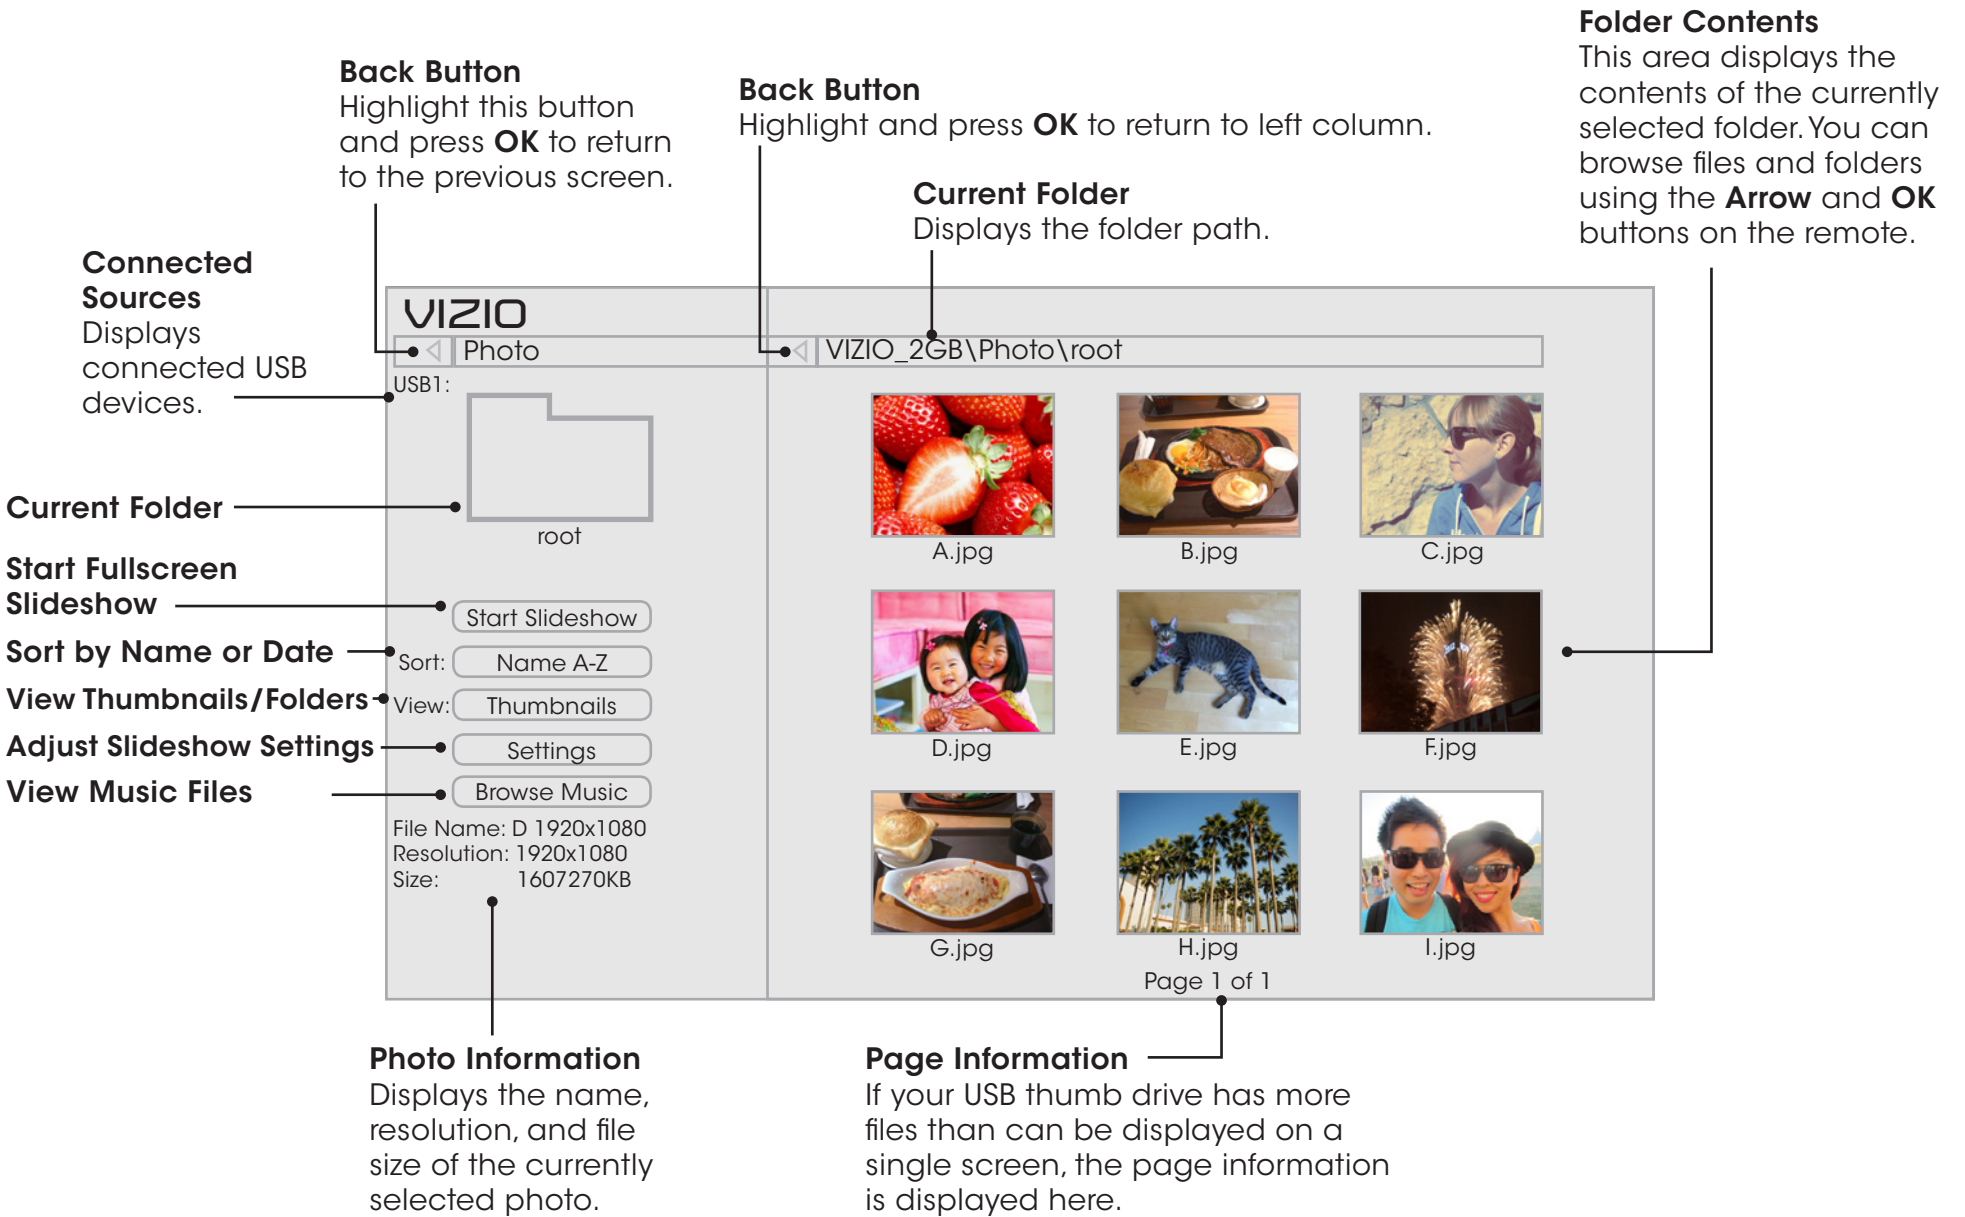 Folder Contents
This area displays the
contents of the currently
selected folder. You can
browse files and folders
using the Arrow and OK
buttons on the remote.
Back Button
Highlight this button
and press OK to return
to the previous screen.
Back Button
Highlight and press OK to return to left column.
Current Folder
Displays the folder path.
Connected
Sources
Displays
connected USB
devices.
Current Folder
Start Fullscreen
Slideshow
Sort by Name or Date
View Thumbnails/Folders
Adjust Slideshow Settings
View Music Files
VIZIO
Photo
USB1:
root
Start Slideshow
Sort: Name A-Z
View: Thumbnails
Settings
Browse Music
File Name: D 1920x1080
Resolution: 1920x1080
Size: 1607270KB
VIZIO_2GB\Photo\root
A.jpg B.jpg C.jpg
D.jpg E.jpg F.jpg
G.jpg H.jpg I.jpg
Page 1 of 1
Photo Information
Displays the name,
resolution, and file
size of the currently
selected photo.
Page Information
If your USB thumb drive has more
files than can be displayed on a
single screen, the page information
is displayed here.